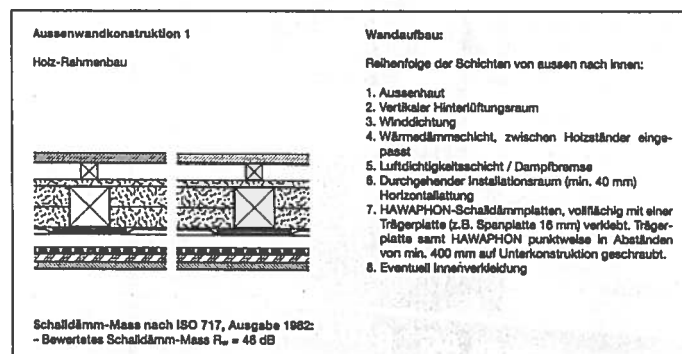 Aussenwandkonstruktion 1
Holz-Rahmenbau
Schalldämm-Mass nach ISO 717, Ausgabe 1982:
- Bewertetes Schalldämm-Mass Rw = 48 dB
Wandaufbau:
Reihenfolge der Schichten von aussen nach innen:
1. Aussenhaut
2. Vertikaler Hinterlüftungsraum
3. Winddichtung
4. Wärmedämmschicht, zwischen Holzständer einge-
passt
5. Luftdichtigkeitsschicht / Dampfbremse
6. Durchgehender Installationsraum (min. 40 mm)
Horizontallattung
7. HAWAPHON-Schalldämmplatten, vollflächig mit einer
Trägerplatte (z.B. Spanplatte 16 mm) verklebt. Träger-
platte samt HAWAPHON punktweise in Abständen
von min. 400 mm auf Unterkonstruktion geschraubt.
8. Eventuell Innenverkleidung